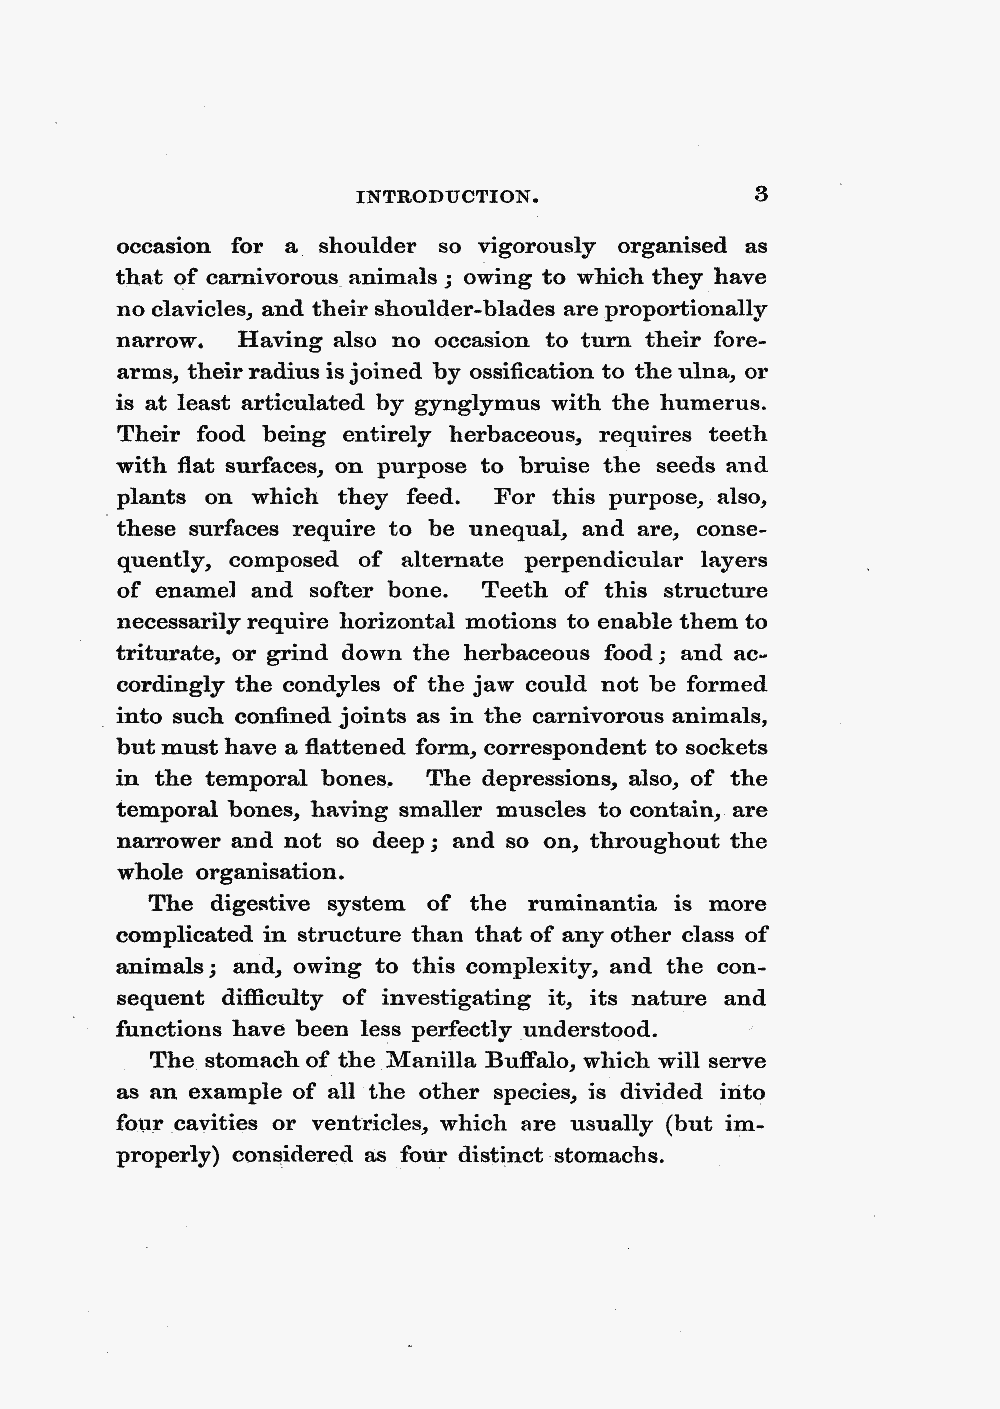 INTRODUCTION. 3
occasion for a shoulder so vigorously organised as
that of carnivorous animals ; owing to which they have
no clavicles, and their shoulder-blades are proportionally
narrow. Having also no occasion to turn their fore-
arms, their radius is joined by ossification to the ulna, or
is at least articulated by gynglymus with the humerus.
Their food being entirely herbaceous, requires teeth
with flat surfaces, on purpose to bruise the seeds and
plants on which they feed. For this purpose, also,
these surfaces require to be unequal, and are, conse-
quently, composed of alternate perpendicular layers
of enamel and softer bone. Teeth of this structure
necessarily require horizontal motions to enable them to
triturate, or grind down the herbaceous food ; and ac-
cordingly the condyles of the jaw could not be formed
into such confined joints as in the carnivorous animals,
but must have a flattened form, correspondent to sockets
in the temporal bones. The depressions, also, of the
temporal bones, having smaller muscles to contain, are
narrower and not so deep ; and so on, throughout the
whole organisation.
The digestive system of the ruminantia is more
complicated in structure than that of any other class of
animals ; and, owing to this complexity, and the con-
sequent difficulty of investigating it, its nature and
functions have been less perfectly understood.
The stomach of the Manilla Buffalo, which will serve
as an example of all the other species, is divided into
four cavities or ventricles, which are usually (but im-
properly) considered as four distinct stomachs.